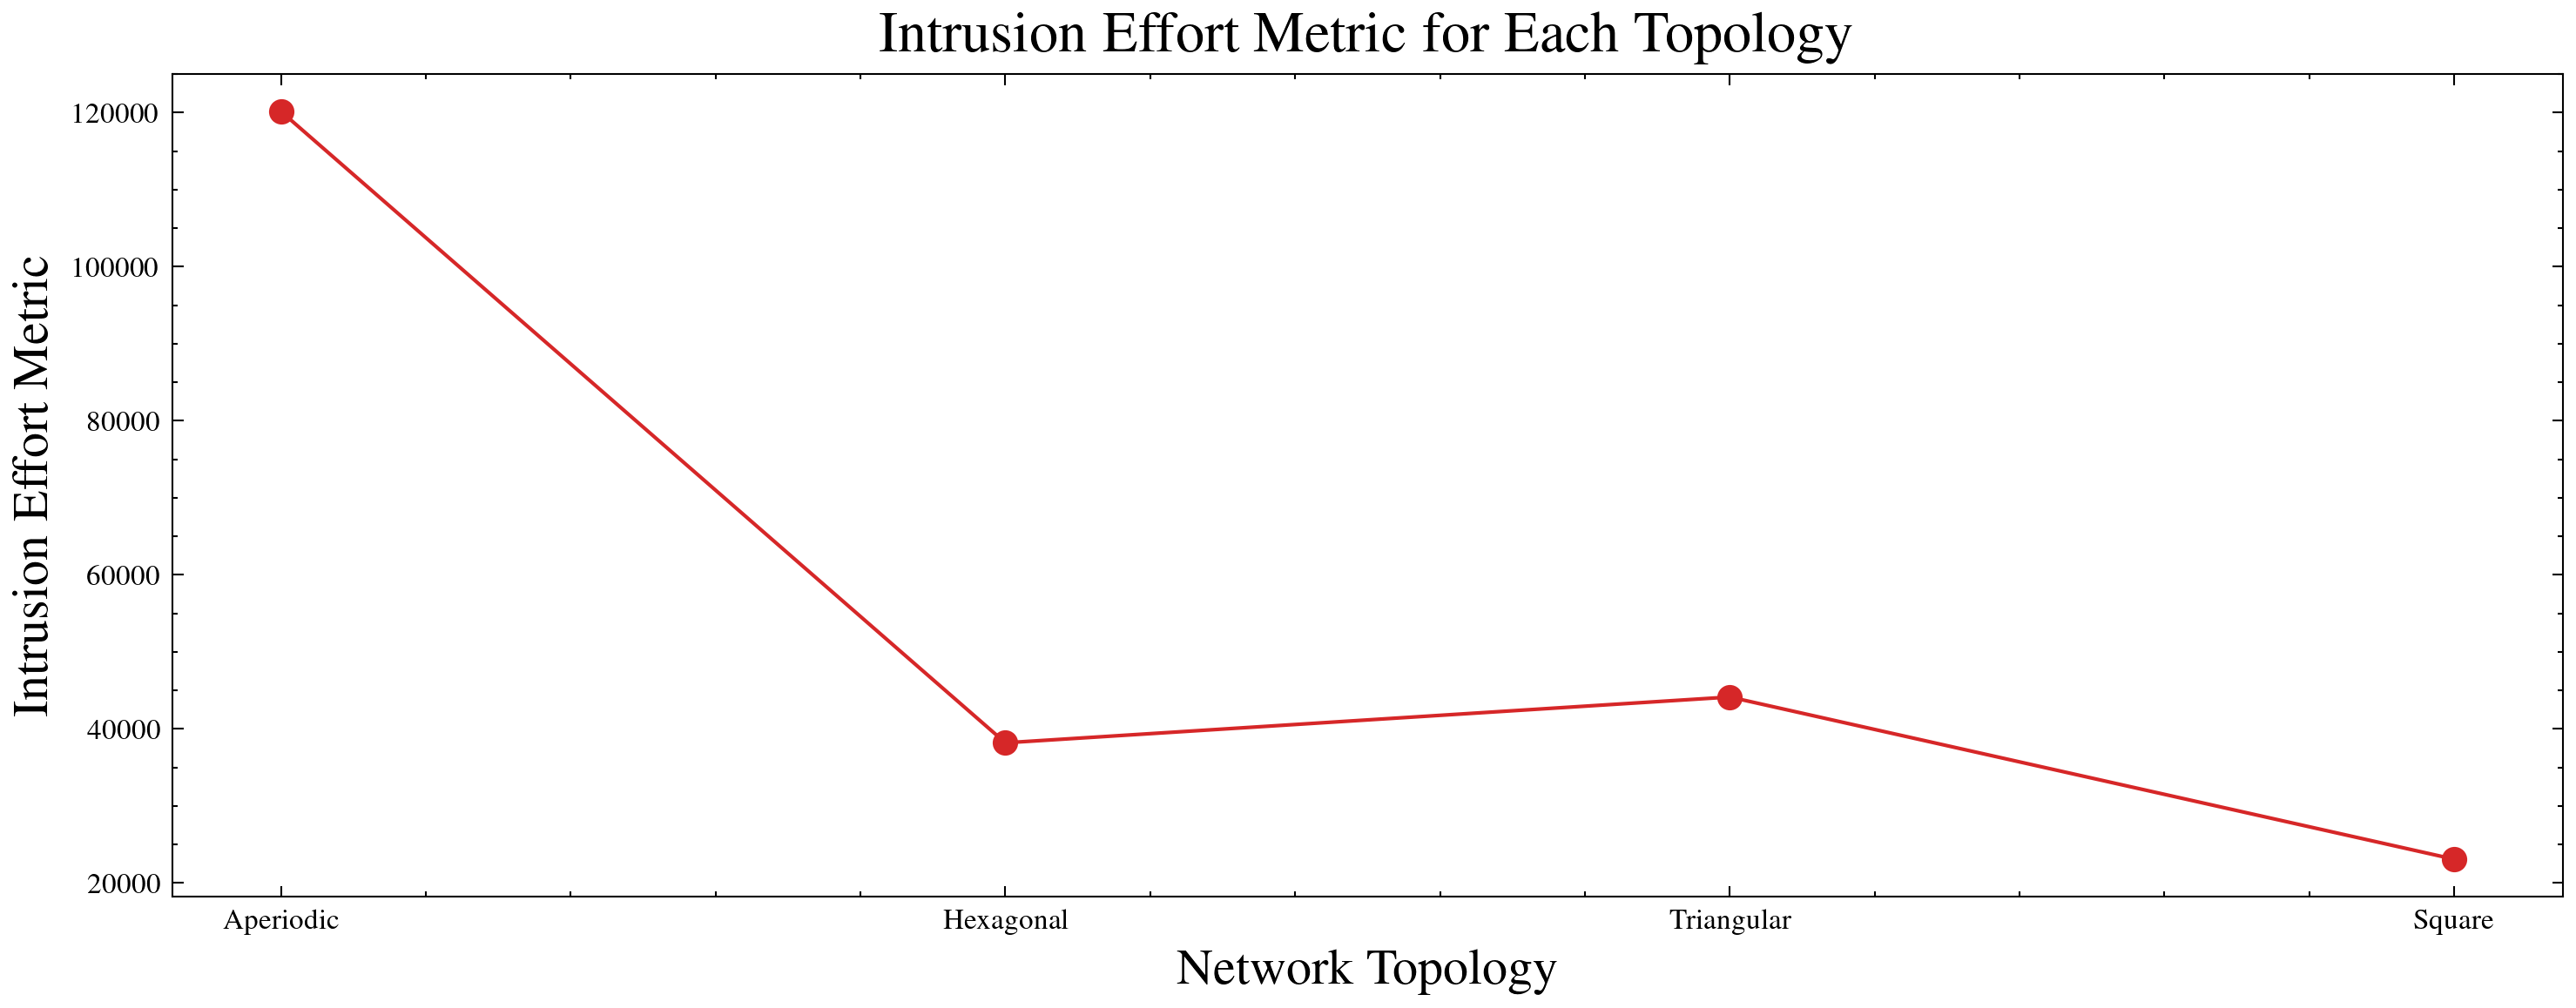 Intrusion Effort Metric for Each Topology
Intrusion Effort Metric
120000
100000
80000
60000
40000
20000
Aperiodic Hexagonal Triangular Square
Network Topology